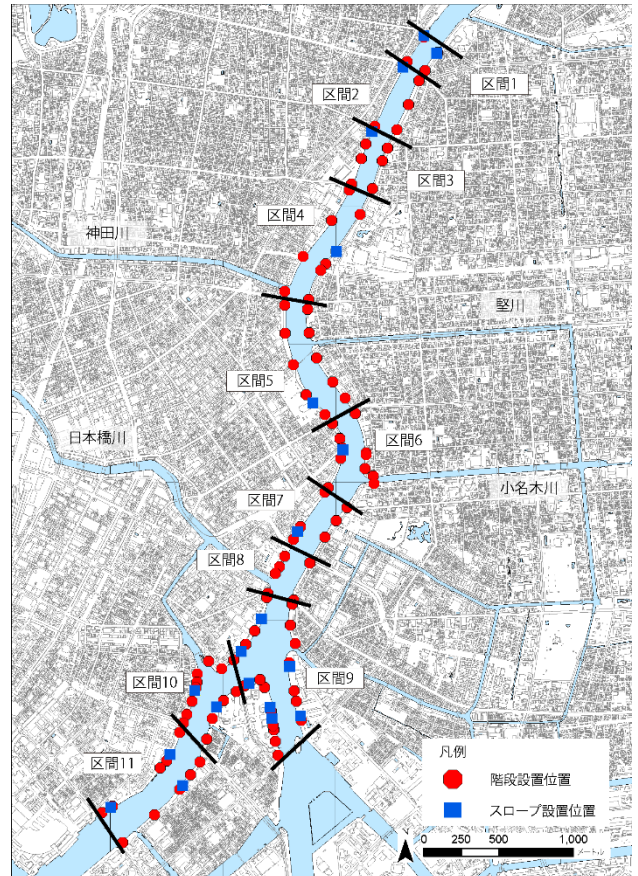 区間1
区間2
区間3
区間4
神田川
竪川
区間5
日本橋川
区間6
小名木川
区間7
区間8
区間9
区間10
区間11
凡例
階段設置位置
スロープ設置位置
0 250 500 1,000
メートル